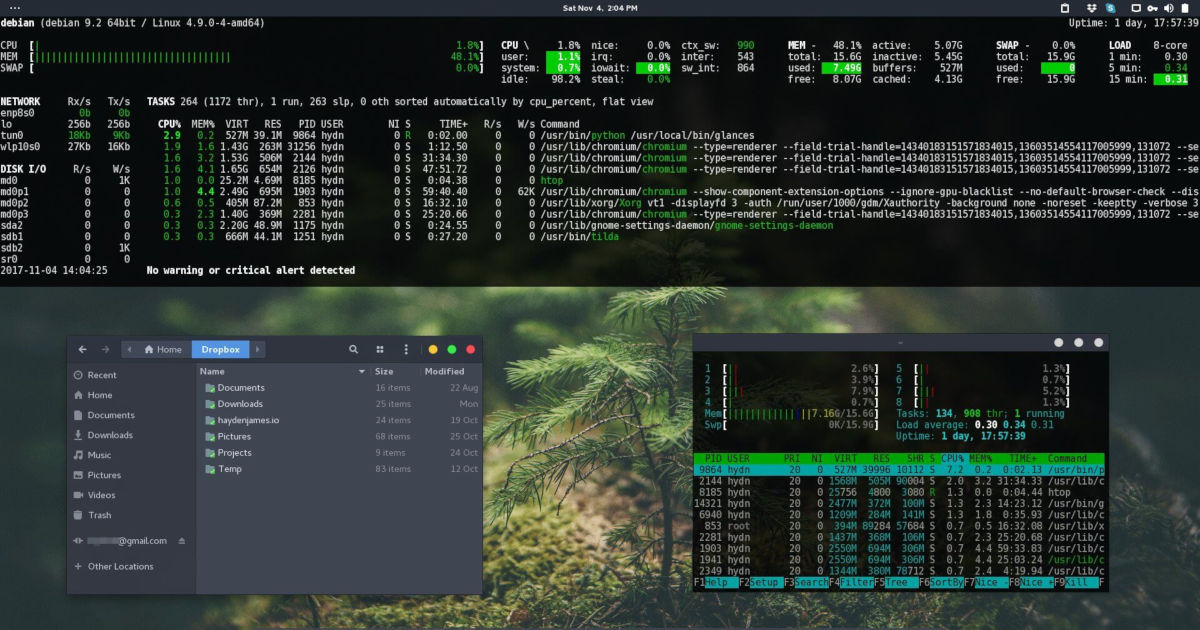 Sat Nov 4, 2:04 PM
debian (debian 9.2 64bit / Linux 4.9.0-4-amd64) Uptime: 1 day, 17:57:39
CPU [| 1.8%] CPU \ 1.8% nice: 0.0% ctx_sw: 990 MEM - 48.1% active: 5.07G SWAP - 0.0% LOAD 8-core
MEM [|||||||||||||||||||||||||||||||||| 48.1%] user: 1.1% irq: 0.0% inter: 543 total: 15.6G inactive: 5.45G total: 15.9G 1 min: 0.30
SWAP [ 0.0%] system: 0.7% iowait: 0.0% sw_int: 864 used: 7.49G buffers: 527M used: 0 5 min: 0.34
idle: 98.2% steal: 0.0% free: 8.07G cached: 4.13G free: 15.9G 15 min: 0.31
NETWORK Rx/s Tx/s TASKS 264 (1172 thr), 1 run, 263 slp, 0 oth sorted automatically by cpu_percent, flat view
enp8s0 0b 0b
lo 256b 256b CPU% MEM% VIRT RES PID USER NI S TIME+ R/s W/s Command
tun0 18Kb 9Kb 2.9 0.2 527M 39.1M 9864 hydn 0 R 0:02.00 0 0 /usr/bin/python /usr/local/bin/glances
wlp10s0 27Kb 16Kb 1.9 1.6 1.43G 263M 31256 hydn 0 S 1:12.50 0 0 /usr/lib/chromium/chromium --type=renderer --field-trial-handle=14340183151571834015,13603514554117005999,131072 --se
1.6 3.2 1.53G 506M 2144 hydn 0 S 31:34.30 0 0 /usr/lib/chromium/chromium --type=renderer --field-trial-handle=14340183151571834015,13603514554117005999,131072 --se
DISK I/O R/s W/s 1.6 4.1 1.65G 654M 2126 hydn 0 S 47:51.72 0 0 /usr/lib/chromium/chromium --type=renderer --field-trial-handle=14340183151571834015,13603514554117005999,131072 --se
md0 0 1K 1.0 0.0 25.2M 4.69M 8185 hydn 0 S 0:04.38 0 0 htop
md0p1 0 0 1.0 4.4 2.49G 695M 1903 hydn 0 S 59:40.40 0 62K /usr/lib/chromium/chromium --show-component-extension-options --ignore-gpu-blacklist --no-default-browser-check --dis
md0p2 0 0 0.6 0.5 405M 87.2M 853 hydn 0 S 16:32.10 0 0 /usr/lib/xorg/Xorg vt1 -displayfd 3 -auth /run/user/1000/gdm/Xauthority -background none -noreset -keeptty -verbose 3
md0p3 0 0 0.3 2.3 1.40G 369M 2281 hydn 0 S 25:20.66 0 0 /usr/lib/chromium/chromium --type=renderer --field-trial-handle=14340183151571834015,13603514554117005999,131072 --se
sda2 0 0 0.3 0.3 2.20G 48.9M 1175 hydn 0 S 0:24.55 0 0 /usr/lib/gnome-settings-daemon/gnome-settings-daemon
sdb1 0 0 0.3 0.3 666M 44.1M 1251 hydn 0 S 0:27.20 0 0 /usr/bin/tilda
sdb2 0 1K
sr0 0 0
2017-11-04 14:04:25 No warning or critical alert detected
Home Dropbox
Name Size Modified
Recent
Home
Documents
Downloads
Music
Pictures
Videos
Trash
@gmail.com
Other Locations
Documents 16 items 22 Aug
Downloads 25 items Mon
haydenjames.io 24 items 19 Oct
Pictures 68 items 25 Oct
Projects 9 items 24 Oct
Temp 83 items 12 Oct
1 [|| 2.6%] 5 [|| 1.3%]
2 [|| 3.9%] 6 [| 0.7%]
3 [||| 7.9%] 7 [||| 5.2%]
4 [| 0.7%] 8 [|| 1.3%]
Mem[||||||||||||||||7.16G/15.6G] Tasks: 134, 908 thr; 1 running
Swp[ 0K/15.9G] Load average: 0.30 0.34 0.31
Uptime: 1 day, 17:57:39
PID USER PRI NI VIRT RES SHR S CPU% MEM% TIME+ Command
9864 hydn 20 0 527M 39996 10112 S 7.2 0.2 0:02.13 /usr/bin/p
2144 hydn 20 0 1568M 505M 90004 S 2.0 3.2 31:34.33 /usr/lib/c
8185 hydn 20 0 25756 4800 3080 R 1.3 0.0 0:04.44 htop
14321 hydn 20 0 2477M 372M 100M S 1.3 2.3 14:23.12 /usr/bin/g
6940 hydn 20 0 1209M 284M 141M S 1.3 1.8 0:35.93 /usr/lib/c
853 root 20 0 394M 89284 57684 S 0.7 0.5 16:32.08 /usr/lib/x
2281 hydn 20 0 1437M 368M 106M S 0.7 2.3 25:20.68 /usr/lib/c
1903 hydn 20 0 2550M 694M 306M S 0.7 4.4 59:33.83 /usr/lib/c
1941 hydn 20 0 2550M 694M 306M S 0.7 4.4 25:03.24 /usr/lib/c
2349 hydn 20 0 1344M 380M 78712 S 0.7 2.4 4:19.94 /usr/lib/c
F1Help F2Setup F3SearchF4FilterF5Tree F6SortByF7Nice -F8Nice +F9Kill F